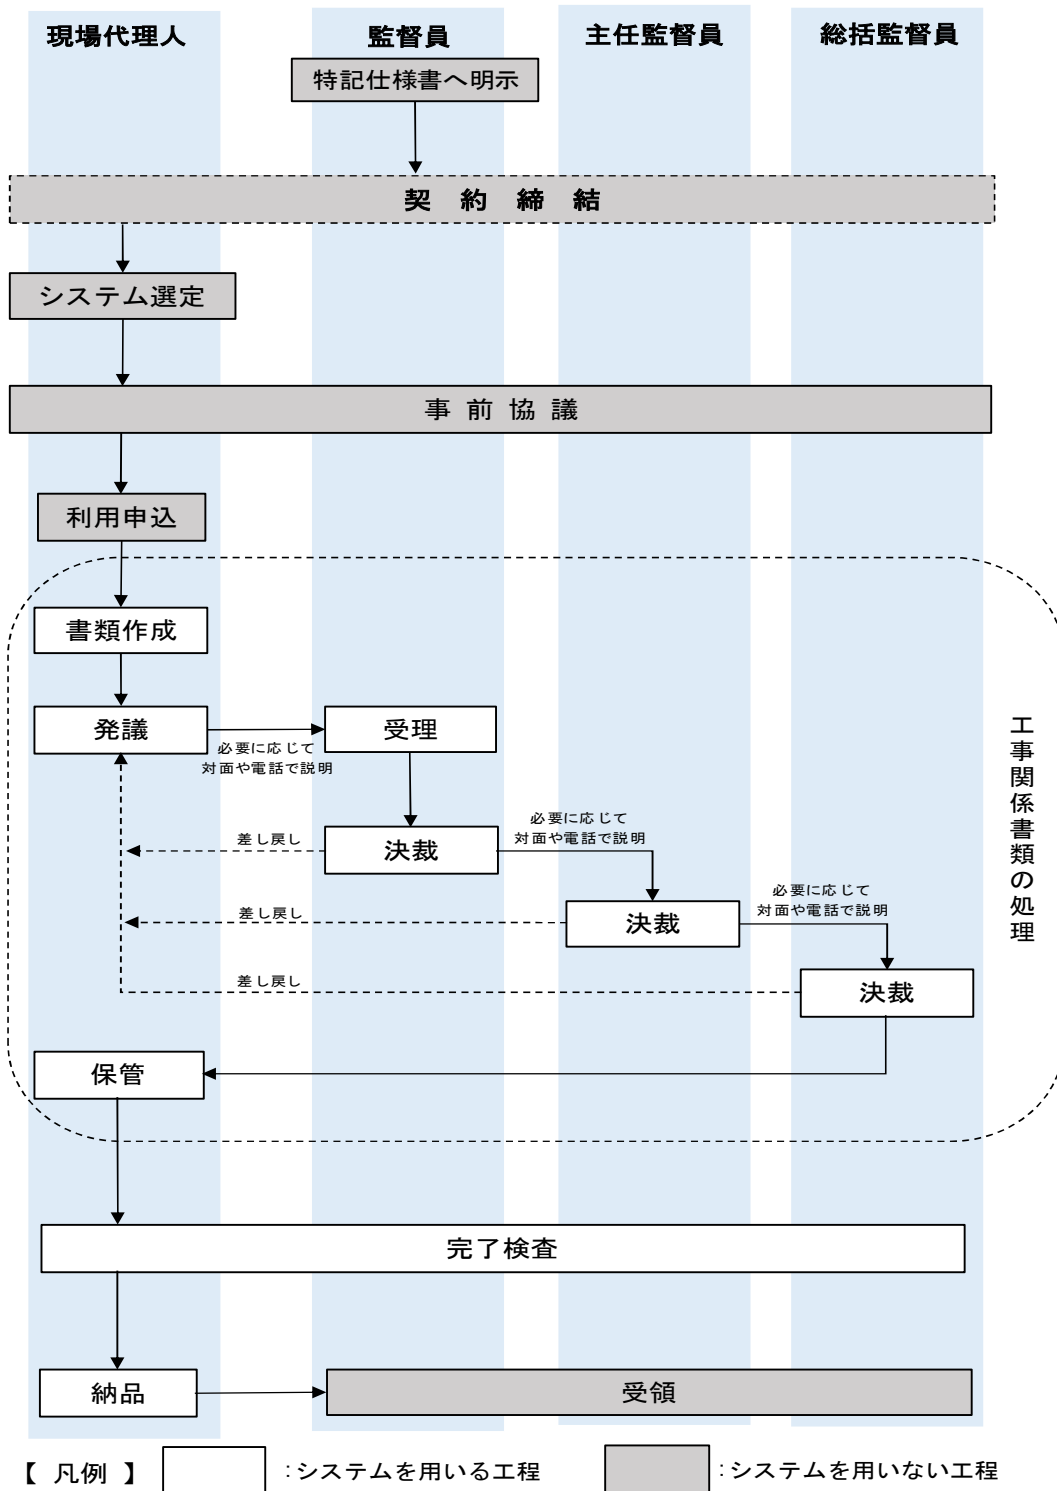 現場代理人 監督員 主任監督員 総括監督員
特記仕様書へ明示
契約締結
システム選定
事前協議
利用申込
書類作成
発議
受理
必要に応じて
対面や電話で説明
必要に応じて
対面や電話で説明
差し戻し
決裁
必要に応じて
対面や電話で説明
差し戻し
決裁
差し戻し
決裁
工事関係書類の処理
保管
完了検査
納品
受領
【 凡例 】 :システムを用いる工程 :システムを用いない工程